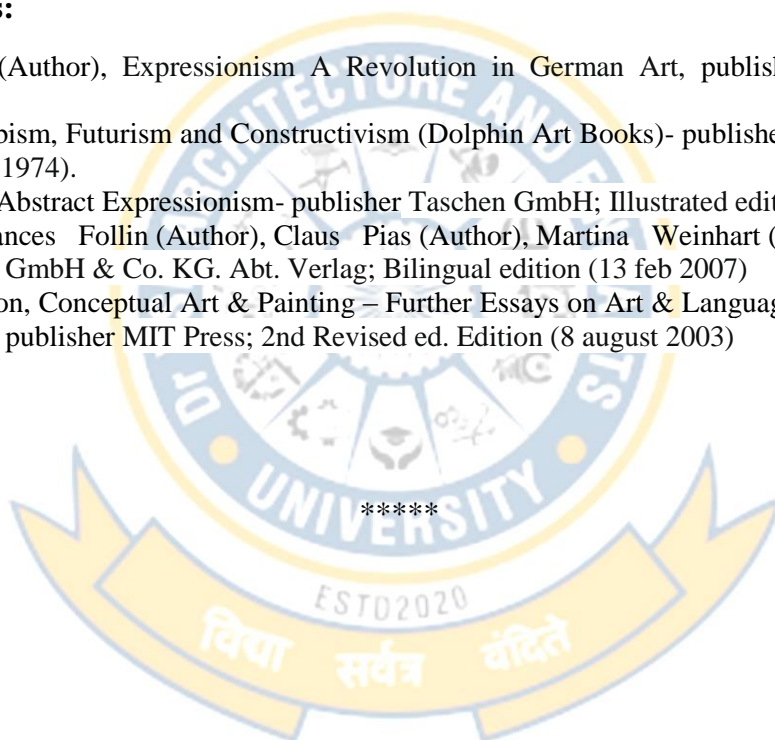 s:
(Author), Expressionism A Revolution in German Art, publish
bism, Futurism and Constructivism (Dolphin Art Books)- publishe
1974).
Abstract Expressionism- publisher Taschen GmbH; Illustrated edit
ances Follin (Author), Claus Pias (Author), Martina Weinhart (
GmbH & Co. KG. Abt. Verlag; Bilingual edition (13 feb 2007)
on, Conceptual Art & Painting – Further Essays on Art & Languag
publisher MIT Press; 2nd Revised ed. Edition (8 august 2003)
*****
UNIVERSITY
ESTD2020
विद्या सर्वत्र वंदिते